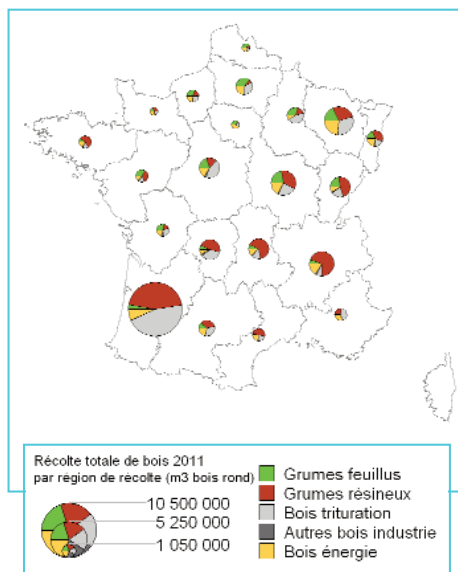 Récolte totale de bois 2011
par région de récolte (m3 bois rond)
10 500 000
5 250 000
1 050 000
Grumes feuillus
Grumes résineux
Bois trituration
Autres bois industrie
Bois énergie